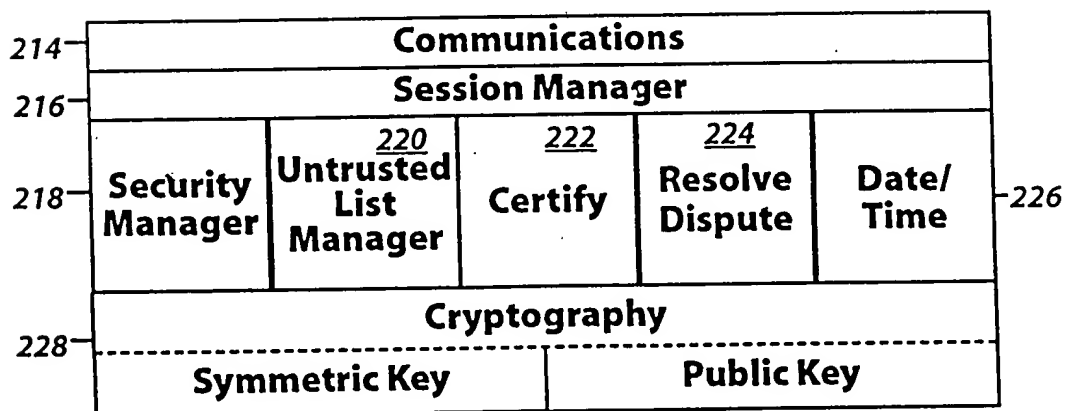 214
Communications
216
Session Manager
218
Security
Manager
220
Untrusted
List
Manager
222
Certify
224
Resolve
Dispute
Date/
Time
226
228
Cryptography
Symmetric Key
Public Key